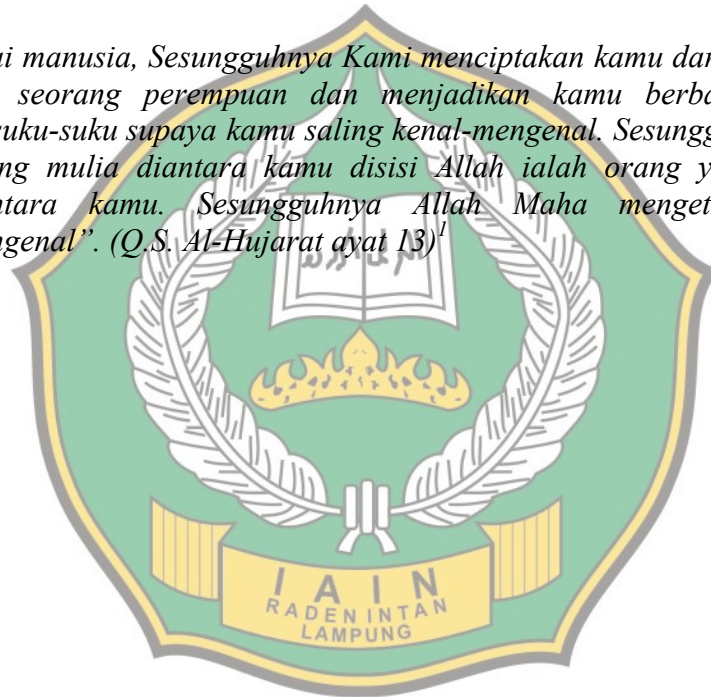 ai manusia, Sesungguhnya Kami menciptakan kamu dar
seorang perempuan dan menjadikan kamu berba
suku-suku supaya kamu saling kenal-mengenal. Sesungg
ng mulia diantara kamu disisi Allah ialah orang y
ntara kamu. Sesungguhnya Allah Maha menget
ngenal”. (Q.S. Al-Hujarat ayat 13)1
IAIN
RADEN INTAN
LAMPUNG